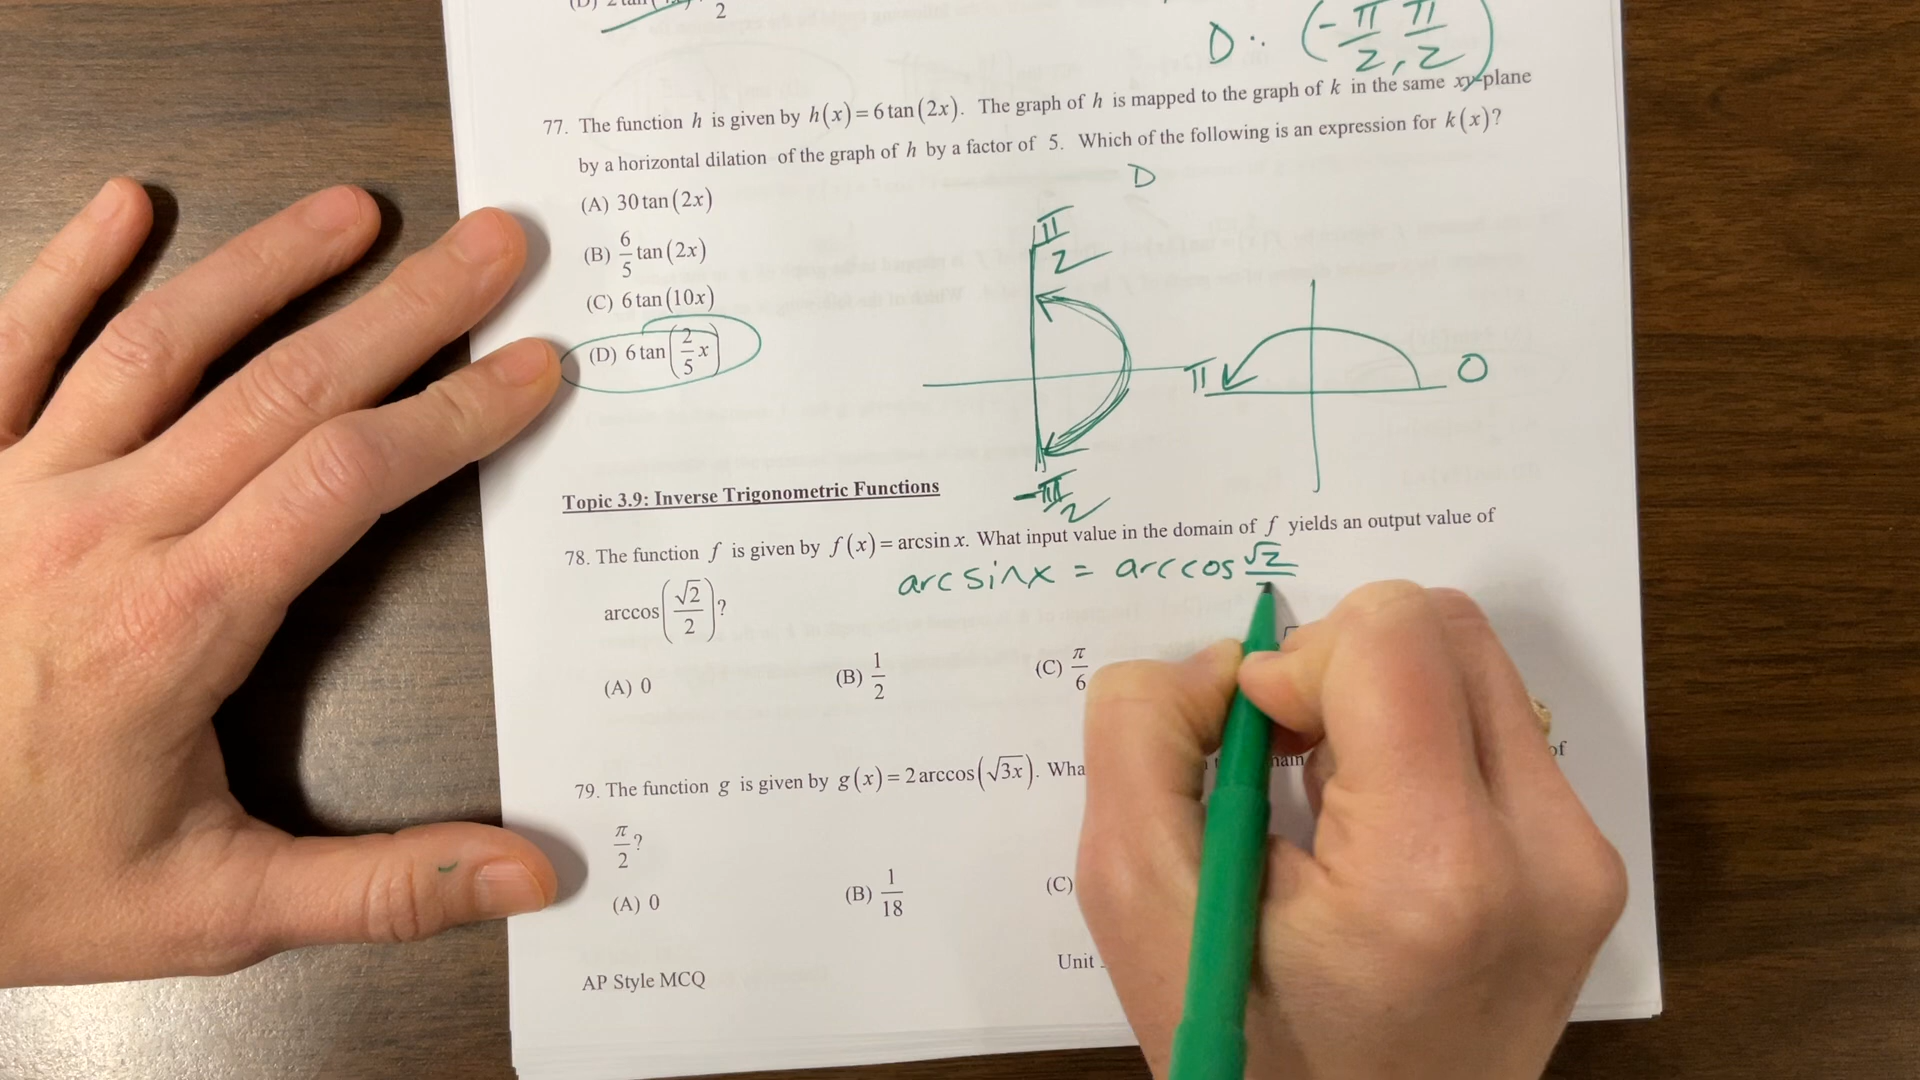 2
D: (-π/2, π/2)
77. The function h is given by h(x) = 6 tan(2x). The graph of h is mapped to the graph of k in the same xy-plane
by a horizontal dilation of the graph of h by a factor of 5. Which of the following is an expression for k(x)?
D
(A) 30 tan(2x)
(B) 6/5 tan(2x)
(C) 6 tan(10x)
(D) 6 tan(2/5 x)
π/2
π
0
-π/2
Topic 3.9: Inverse Trigonometric Functions
78. The function f is given by f(x) = arcsin x. What input value in the domain of f yields an output value of
arccos(√2/2)?
arcsinx = arccos √2
(A) 0 (B) 1/2 (C) π/6
79. The function g is given by g(x) = 2 arccos(√3x). of
π/2?
(A) 0 (B) 1/18 (C)
AP Style MCQ Unit